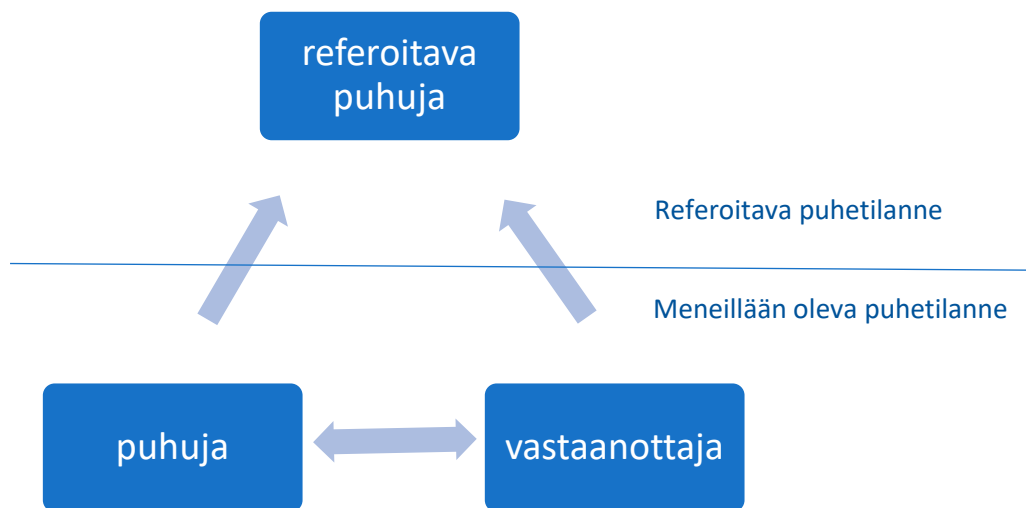 referoitava
puhuja
Referoitava puhetilanne
Meneillään oleva puhetilanne
puhuja
vastaanottaja